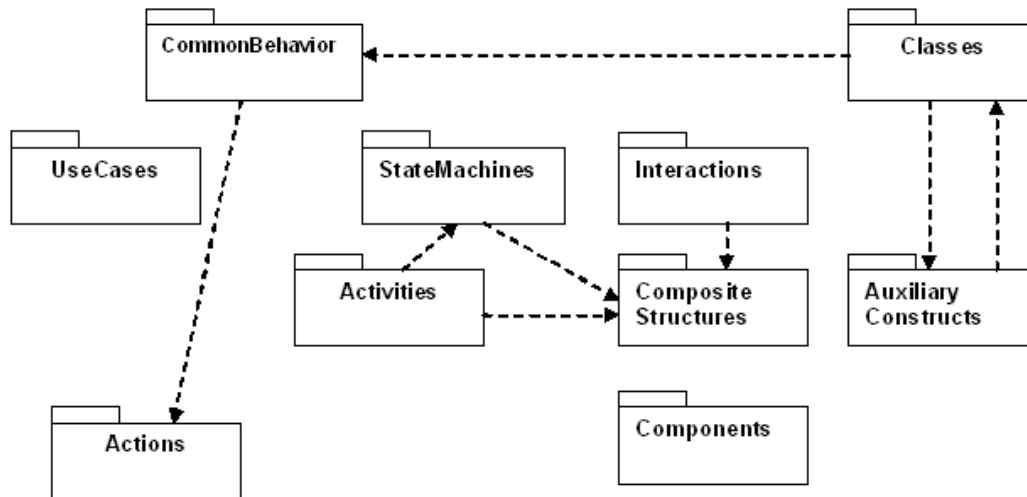 CommonBehavior
Classes
UseCases
StateMachines
Interactions
Activities
Composite
Structures
Auxiliary
Constructs
Actions
Components